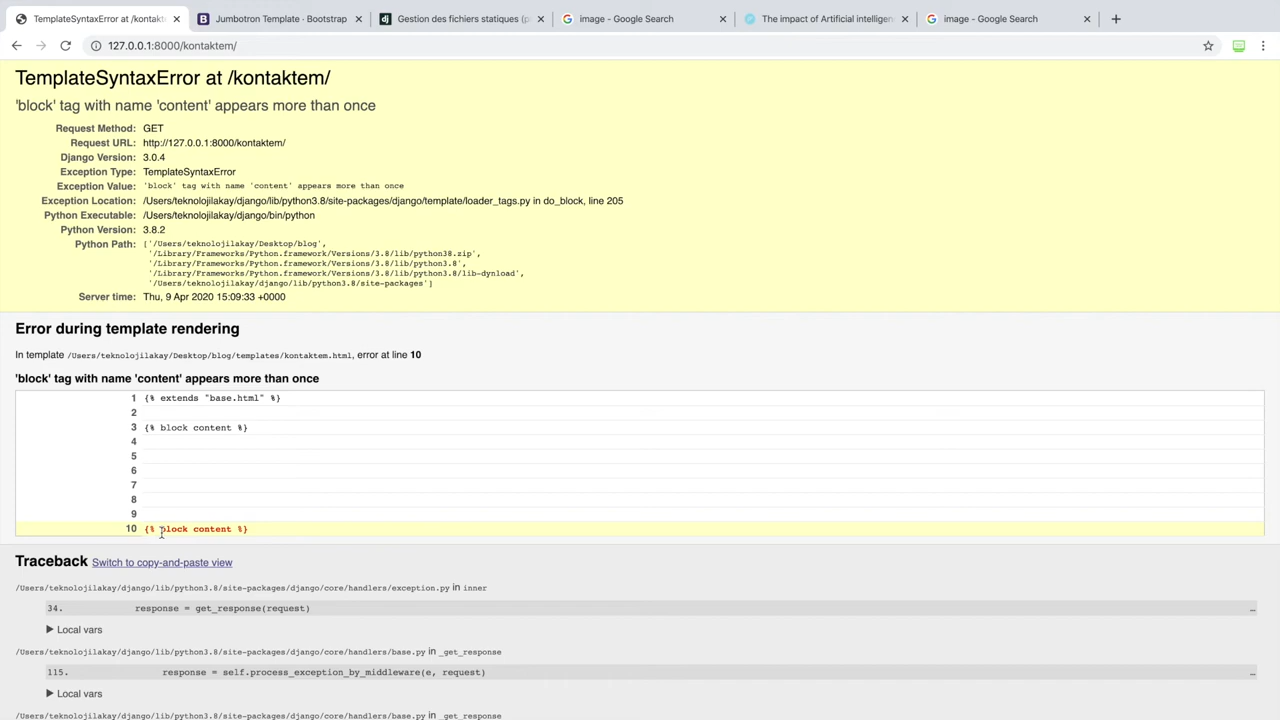 TemplateSyntaxError at /kontakt
Jumbotron Template · Bootstrap
Gestion des fichiers statiques (p
image - Google Search
The impact of Artificial intelligen
image - Google Search
127.0.0.1:8000/kontaktem/
TemplateSyntaxError at /kontaktem/
'block' tag with name 'content' appears more than once
Request Method: GET
Request URL: http://127.0.0.1:8000/kontaktem/
Django Version: 3.0.4
Exception Type: TemplateSyntaxError
Exception Value: 'block' tag with name 'content' appears more than once
Exception Location: /Users/teknolojilakay/django/lib/python3.8/site-packages/django/template/loader_tags.py in do_block, line 205
Python Executable: /Users/teknolojilakay/django/bin/python
Python Version: 3.8.2
Python Path: ['/Users/teknolojilakay/Desktop/blog',
'/Library/Frameworks/Python.framework/Versions/3.8/lib/python38.zip',
'/Library/Frameworks/Python.framework/Versions/3.8/lib/python3.8',
'/Library/Frameworks/Python.framework/Versions/3.8/lib/python3.8/lib-dynload',
'/Users/teknolojilakay/django/lib/python3.8/site-packages']
Server time: Thu, 9 Apr 2020 15:09:33 +0000
Error during template rendering
In template /Users/teknolojilakay/Desktop/blog/templates/kontaktem.html, error at line 10
'block' tag with name 'content' appears more than once
1 {% extends "base.html" %}
2
3 {% block content %}
4
5
6
7
8
9
10 {% block content %}
Traceback Switch to copy-and-paste view
/Users/teknolojilakay/django/lib/python3.8/site-packages/django/core/handlers/exception.py in inner
34. response = get_response(request) …
▶ Local vars
/Users/teknolojilakay/django/lib/python3.8/site-packages/django/core/handlers/base.py in _get_response
115. response = self.process_exception_by_middleware(e, request) …
▶ Local vars
/Users/teknolojilakay/django/lib/python3.8/site-packages/django/core/handlers/base.py in _get_response